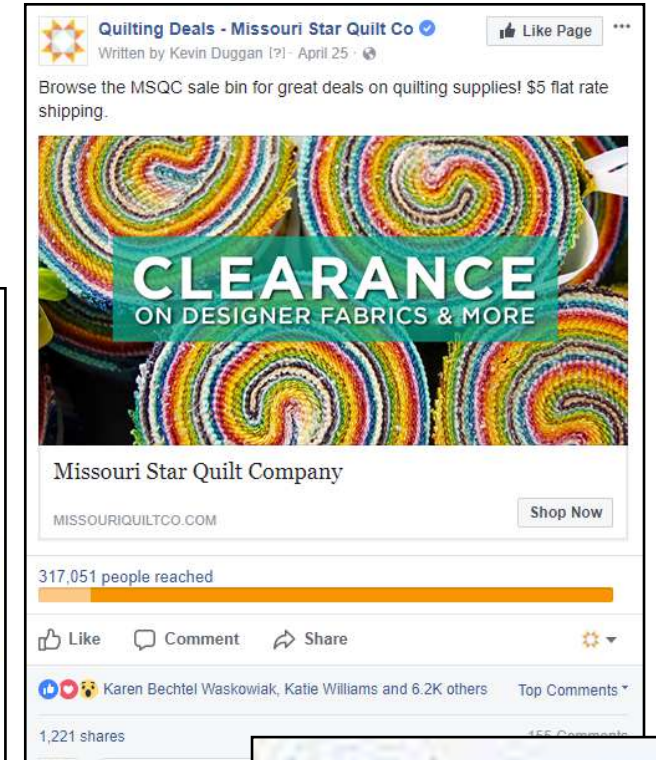 Quilting Deals - Missouri Star Quilt Co
Like Page
Written by Kevin Duggan [?] · April 25 ·
Browse the MSQC sale bin for great deals on quilting supplies! $5 flat rate
shipping.
CLEARANCE
ON DESIGNER FABRICS & MORE
Missouri Star Quilt Company
MISSOURIQUILTCO.COM
Shop Now
317,051 people reached
Like Comment Share
Karen Bechtel Waskowiak, Katie Williams and 6.2K others
Top Comments
1,221 shares
155 Comments